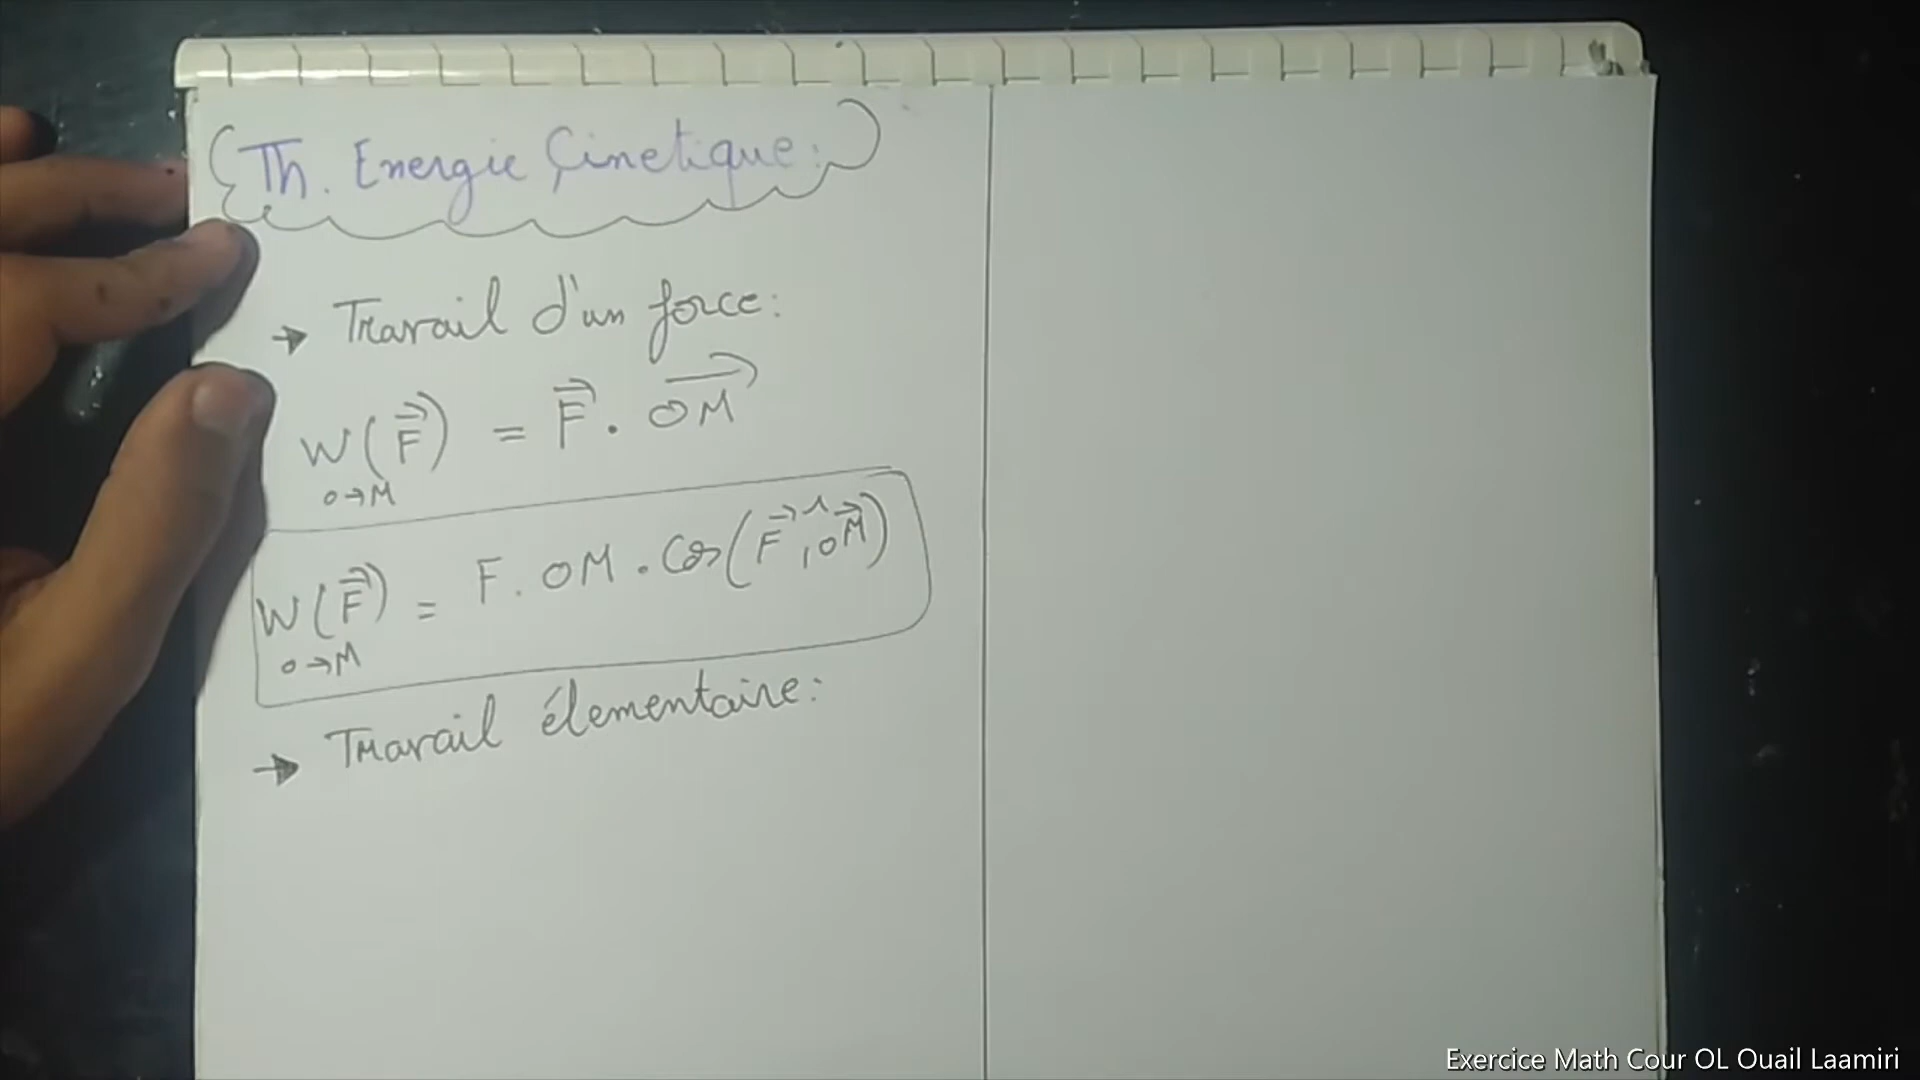 Th. Energie Cinetique:
→ Travail d'un force:
W(F⃗) = F⃗ . OM⃗
o→M
W(F⃗) = F. OM . Cos(F⃗ ^, OM⃗)
o→M
→ Travail élementaire:
Exercice Math Cour OL Ouail Laamiri